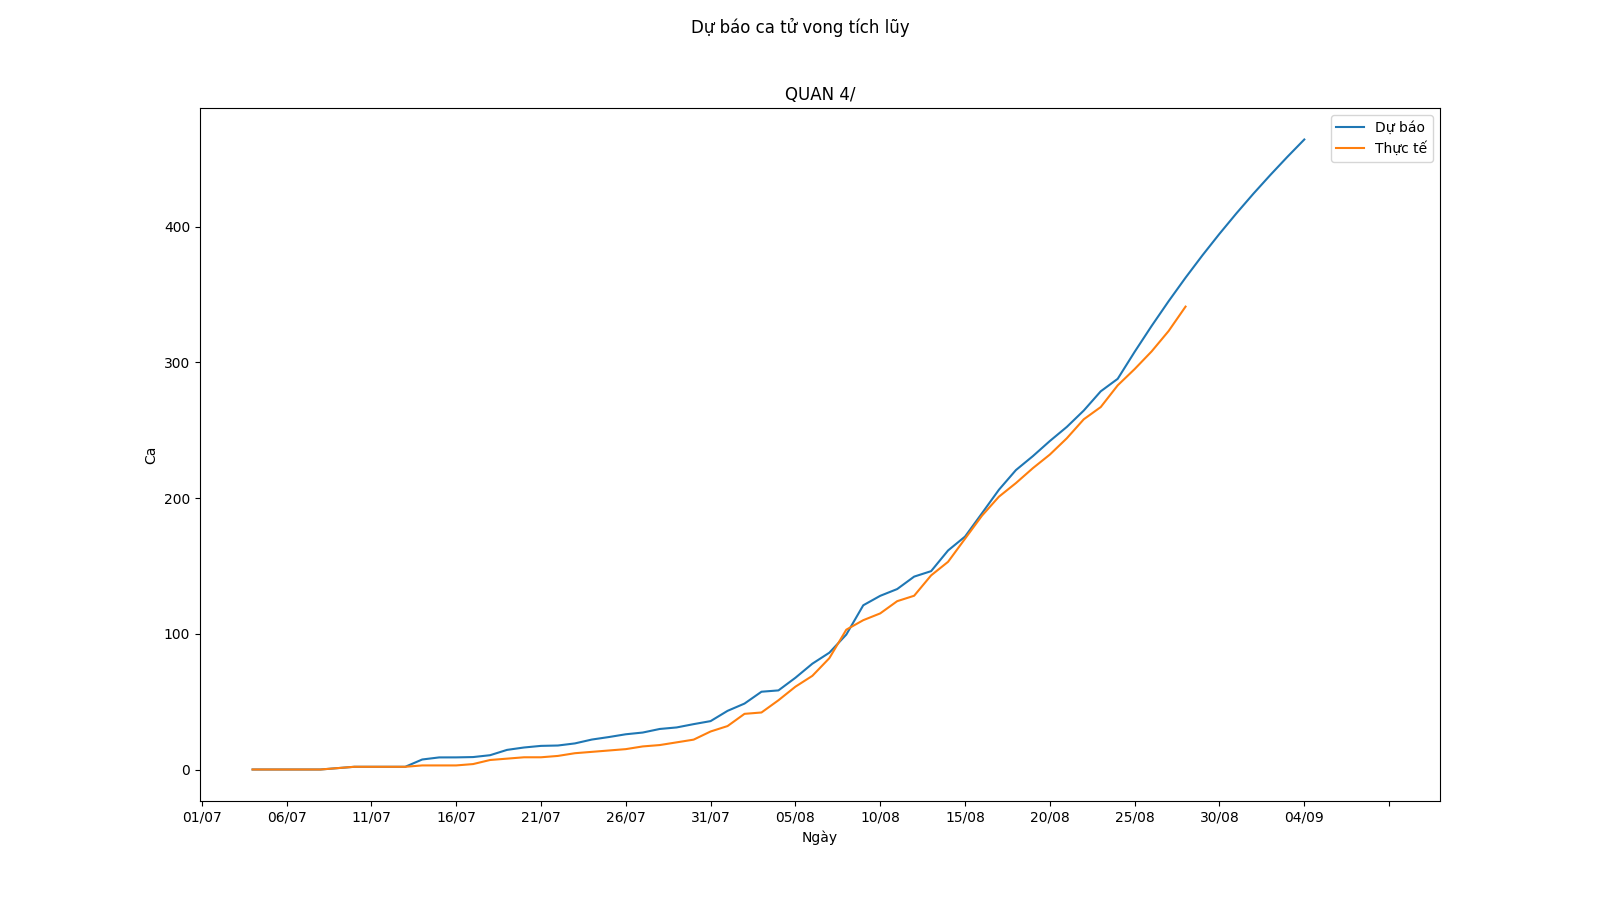 Dự báo ca tử vong tích lũy
QUAN 4/
Dự báo
Thực tế
400
300
200
100
0
Ca
01/07 06/07 11/07 16/07 21/07 26/07 31/07 05/08 10/08 15/08 20/08 25/08 30/08 04/09
Ngày